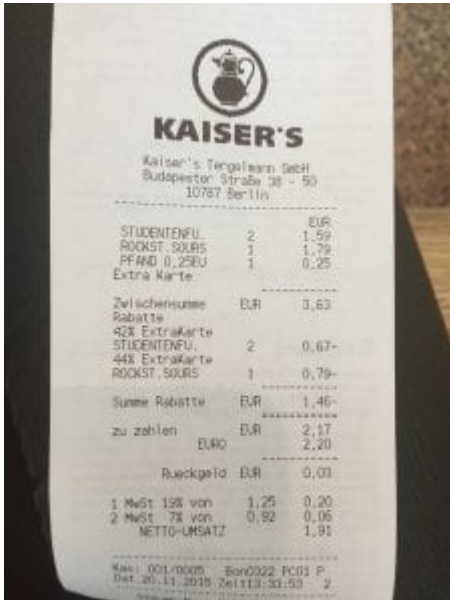 KAISER'S
Kaiser's Tengelmann GmbH
Budapester Straße 38 - 50
10787 Berlin
EUR
STUDENTENFU. 2 1,59
ROCKST.SOURS 1 1,79
PFAND 0,25EU 1 0,25
Extra Karte
Zwischensumme EUR 3,63
Rabatte
42% ExtraKarte
STUDENTENFU. 2 0,67-
44% ExtraKarte
ROCKST.SOURS 1 0,79-
Summe Rabatte EUR 1,46-
zu zahlen EUR 2,17
EURO 2,20
Rueckgeld EUR 0,03
1 MwSt 19% von 1,25 0,20
2 MwSt 7% von 0,92 0,06
NETTO-UMSATZ 1,91
Kas: 001/0005 Bon0022 PC01 P
Dat.20.11.2015 Zeit13:33:53 2